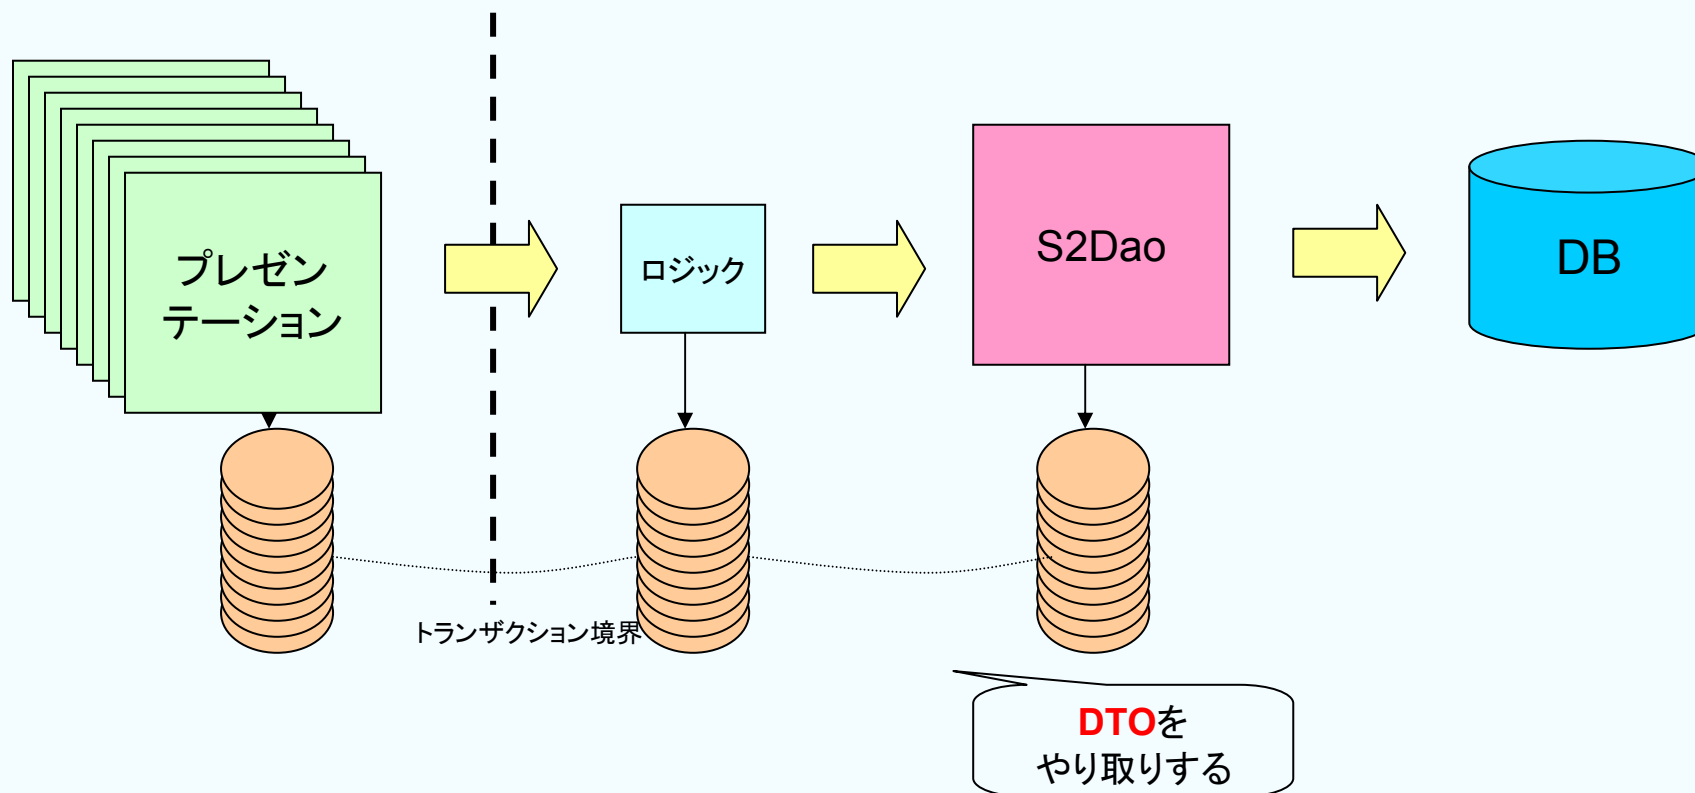 プレゼン
テーション
ロジック
S2Dao
DB
トランザクション境界
DTOを
やり取りする